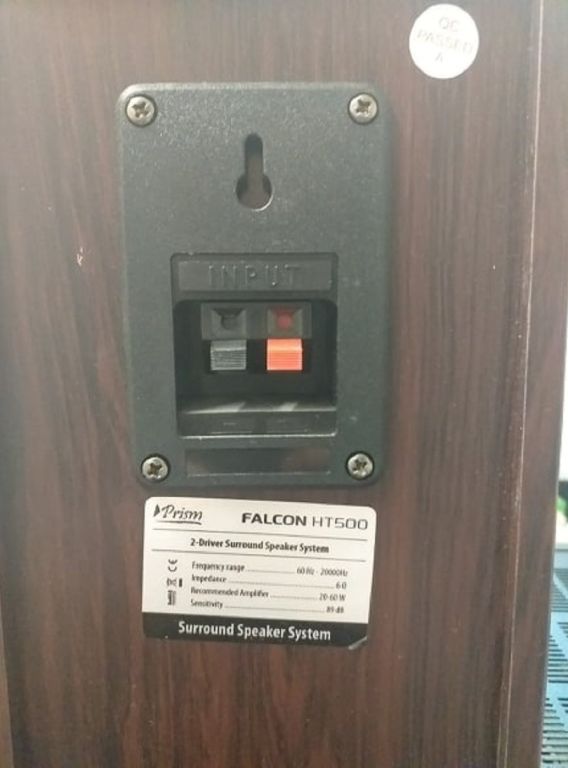 QC
PASSED
A
INPUT
Prism
FALCON HT500
2-Driver Surround Speaker System
Frequency range 60 Hz - 20000Hz
Impedance 6 Ω
Recommended Amplifier 20-60 W
Sensitivity 89 dB
Surround Speaker System